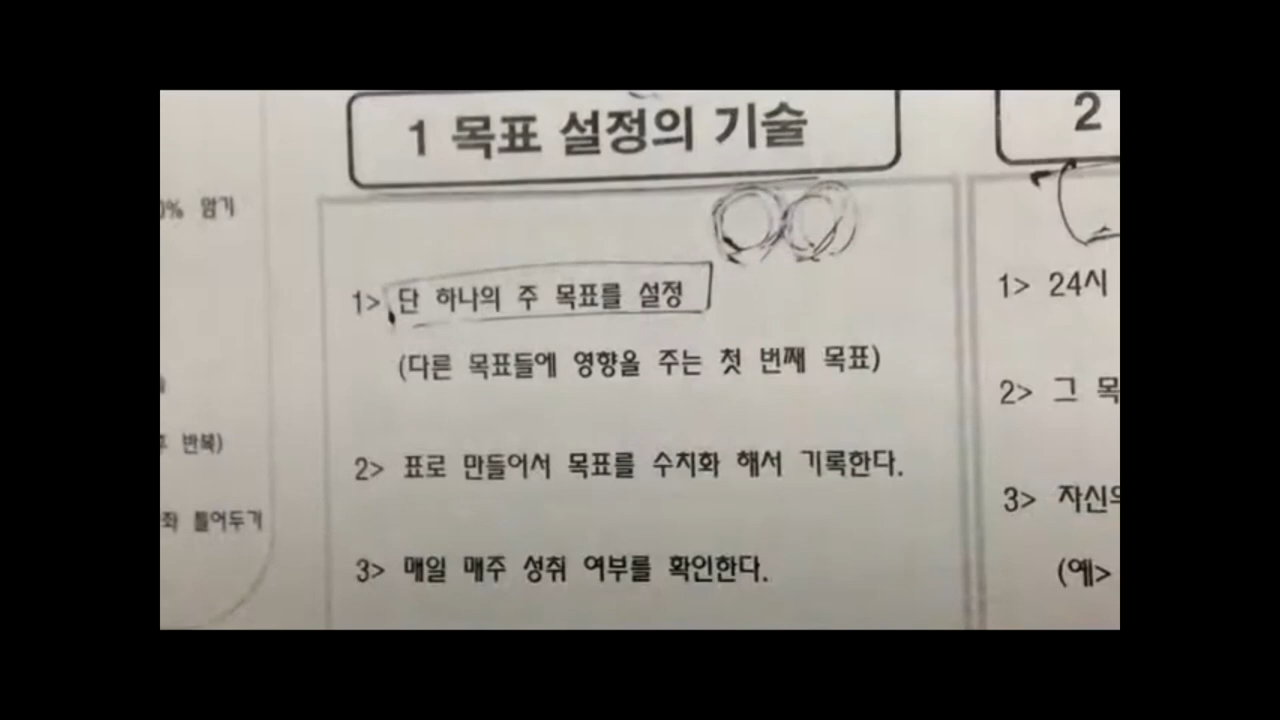 암기
반복)
틀어두기
1 목표 설정의 기술
1> 단 하나의 주 목표를 설정
(다른 목표들에 영향을 주는 첫 번째 목표)
2> 표로 만들어서 목표를 수치화 해서 기록한다.
3> 매일 매주 성취 여부를 확인한다.
2
1> 24시
2> 그 목
3> 자신의
(예>